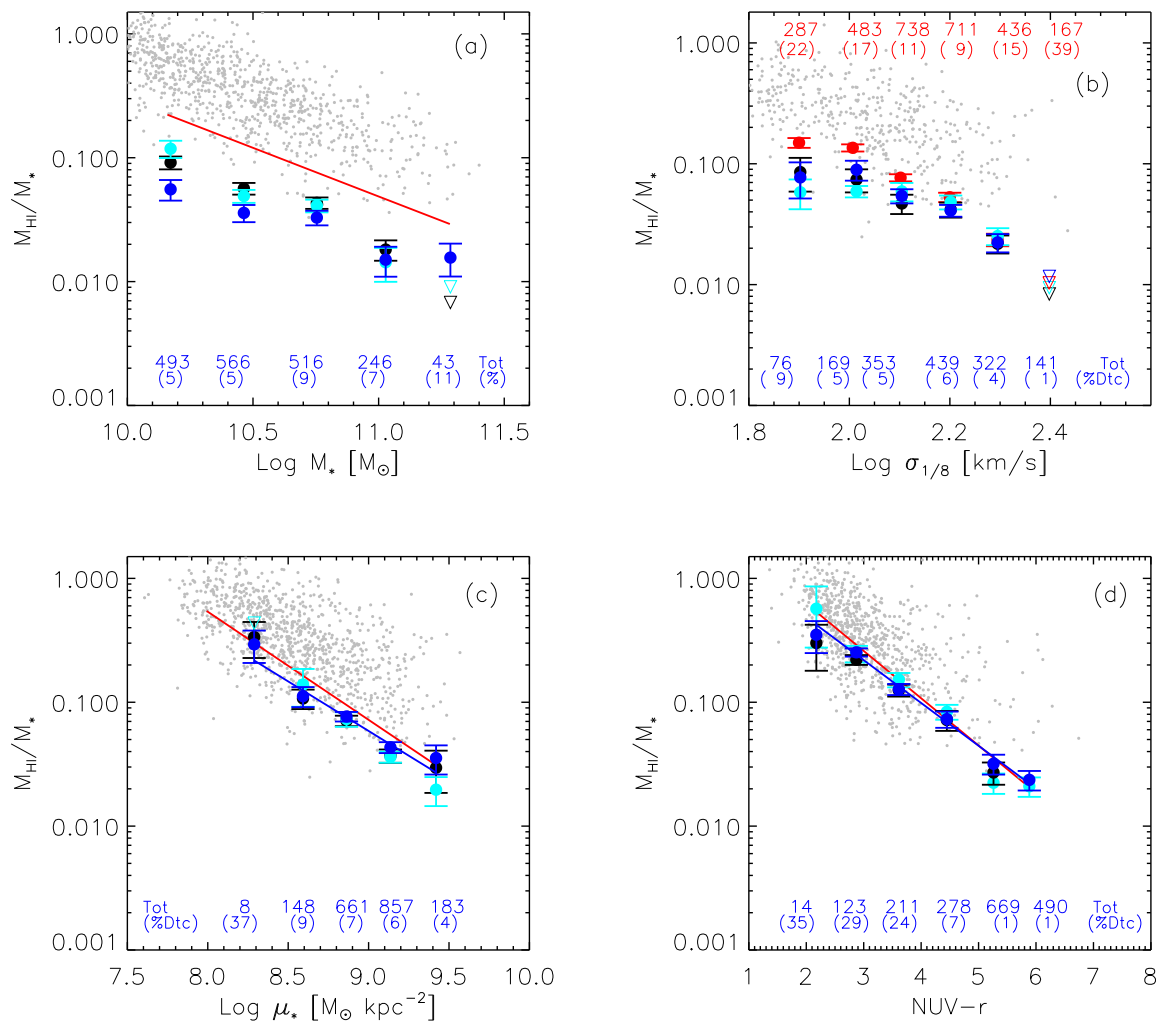 (a)
1.000
0.100
0.010
0.001
M_HI/M_*
493 566 516 246 43 Tot
(5) (5) (9) (7) (11) (%)
10.0 10.5 11.0 11.5
Log M_* [M_⊙]
287 483 738 711 436 167
(22) (17) (11) ( 9) (15) (39)
(b)
1.000
0.100
0.010
0.001
M_HI/M_*
76 169 353 439 322 141 Tot
( 9) ( 5) ( 5) ( 6) ( 4) ( 1) (%Dtc)
1.8 2.0 2.2 2.4
Log σ_1/8 [km/s]
(c)
1.000
0.100
0.010
0.001
M_HI/M_*
Tot 8 148 661 857 183
(%Dtc) (37) (9) (7) (6) (4)
7.5 8.0 8.5 9.0 9.5 10.0
Log μ_* [M_⊙ kpc^−2]
(d)
1.000
0.100
0.010
0.001
M_HI/M_*
14 123 211 278 669 490 Tot
(35) (29) (24) (7) (1) (1) (%Dtc)
1 2 3 4 5 6 7 8
NUV−r